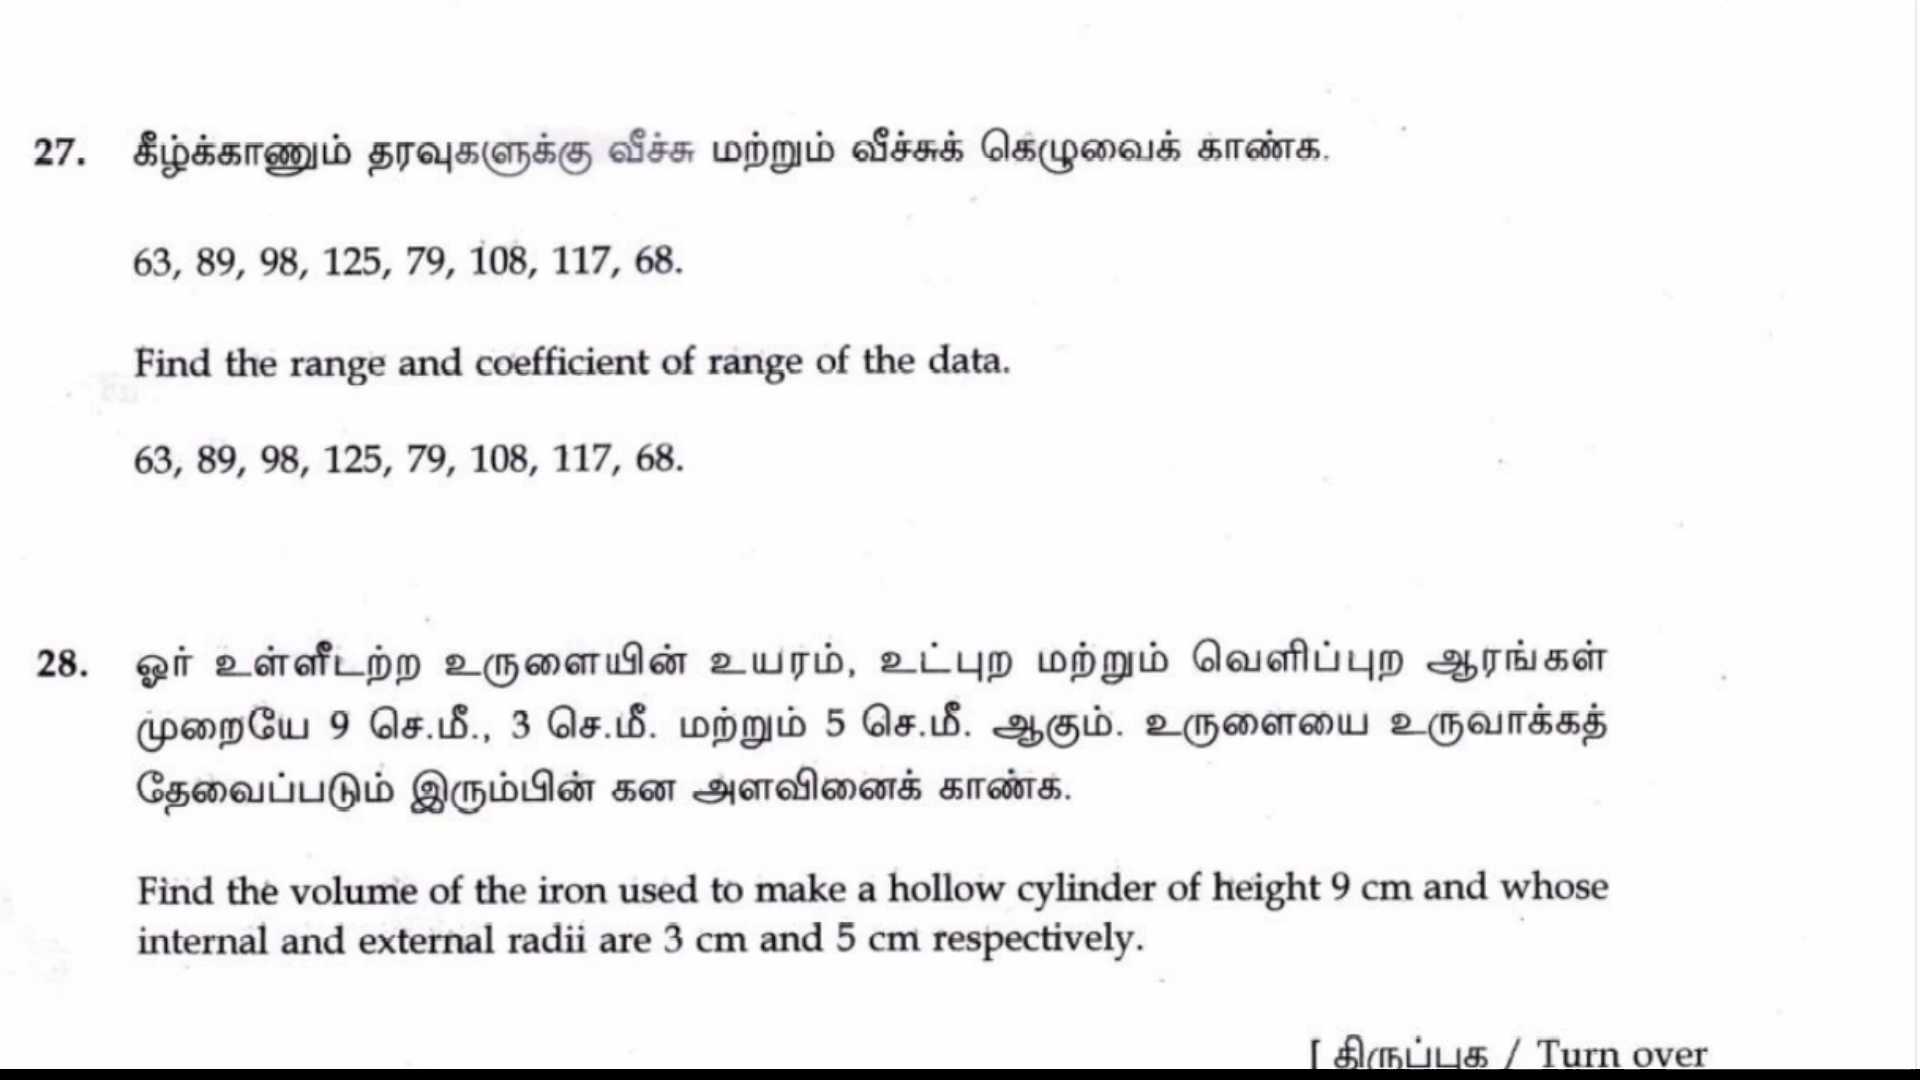 27. கீழ்க்காணும் தரவுகளுக்கு வீச்சு மற்றும் வீச்சுக் கெழுவைக் காண்க.
63, 89, 98, 125, 79, 108, 117, 68.
Find the range and coefficient of range of the data.
63, 89, 98, 125, 79, 108, 117, 68.
28. ஓர் உள்ளீடற்ற உருளையின் உயரம், உட்புற மற்றும் வெளிப்புற ஆரங்கள்
முறையே 9 செ.மீ., 3 செ.மீ. மற்றும் 5 செ.மீ. ஆகும். உருளையை உருவாக்கத்
தேவைப்படும் இரும்பின் கன அளவினைக் காண்க.
Find the volume of the iron used to make a hollow cylinder of height 9 cm and whose
internal and external radii are 3 cm and 5 cm respectively.
[ திருப்புக / Turn over